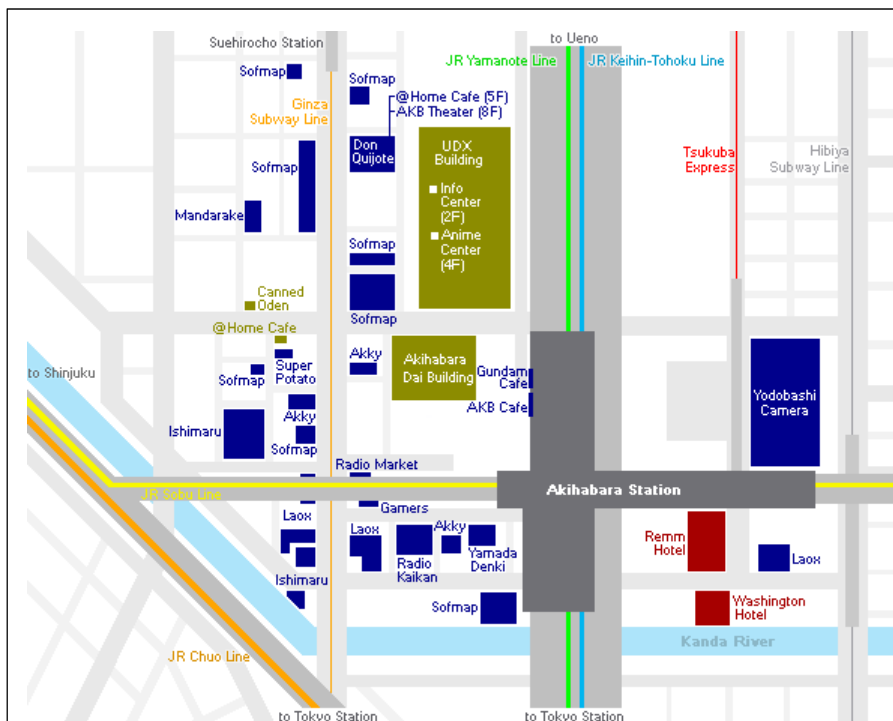 to Ueno
Suehirocho Station
JR Yamanote Line
JR Keihin-Tohoku Line
Sofmap
Sofmap
@Home Cafe (5F)
AKB Theater (8F)
Ginza
Subway Line
Don
Quijote
UDX
Building
Tsukuba
Express
Hibiya
Subway Line
Sofmap
Info
Center
(2F)
Mandarake
Anime
Center
(4F)
Sofmap
Canned
Oden
Sofmap
@Home Cafe
Akky
Akihabara
Dai Building
Super
Potato
Gundam
Cafe
to Shinjuku
Sofmap
AKB Cafe
Yodobashi
Camera
Akky
Ishimaru
Sofmap
Radio Market
JR Sobu Line
Akihabara Station
Laox
Gamers
Laox
Akky
Remm
Hotel
Radio
Kaikan
Yamada
Denki
Laox
Ishimaru
Sofmap
Washington
Hotel
Kanda River
JR Chuo Line
to Tokyo Station
to Tokyo Station